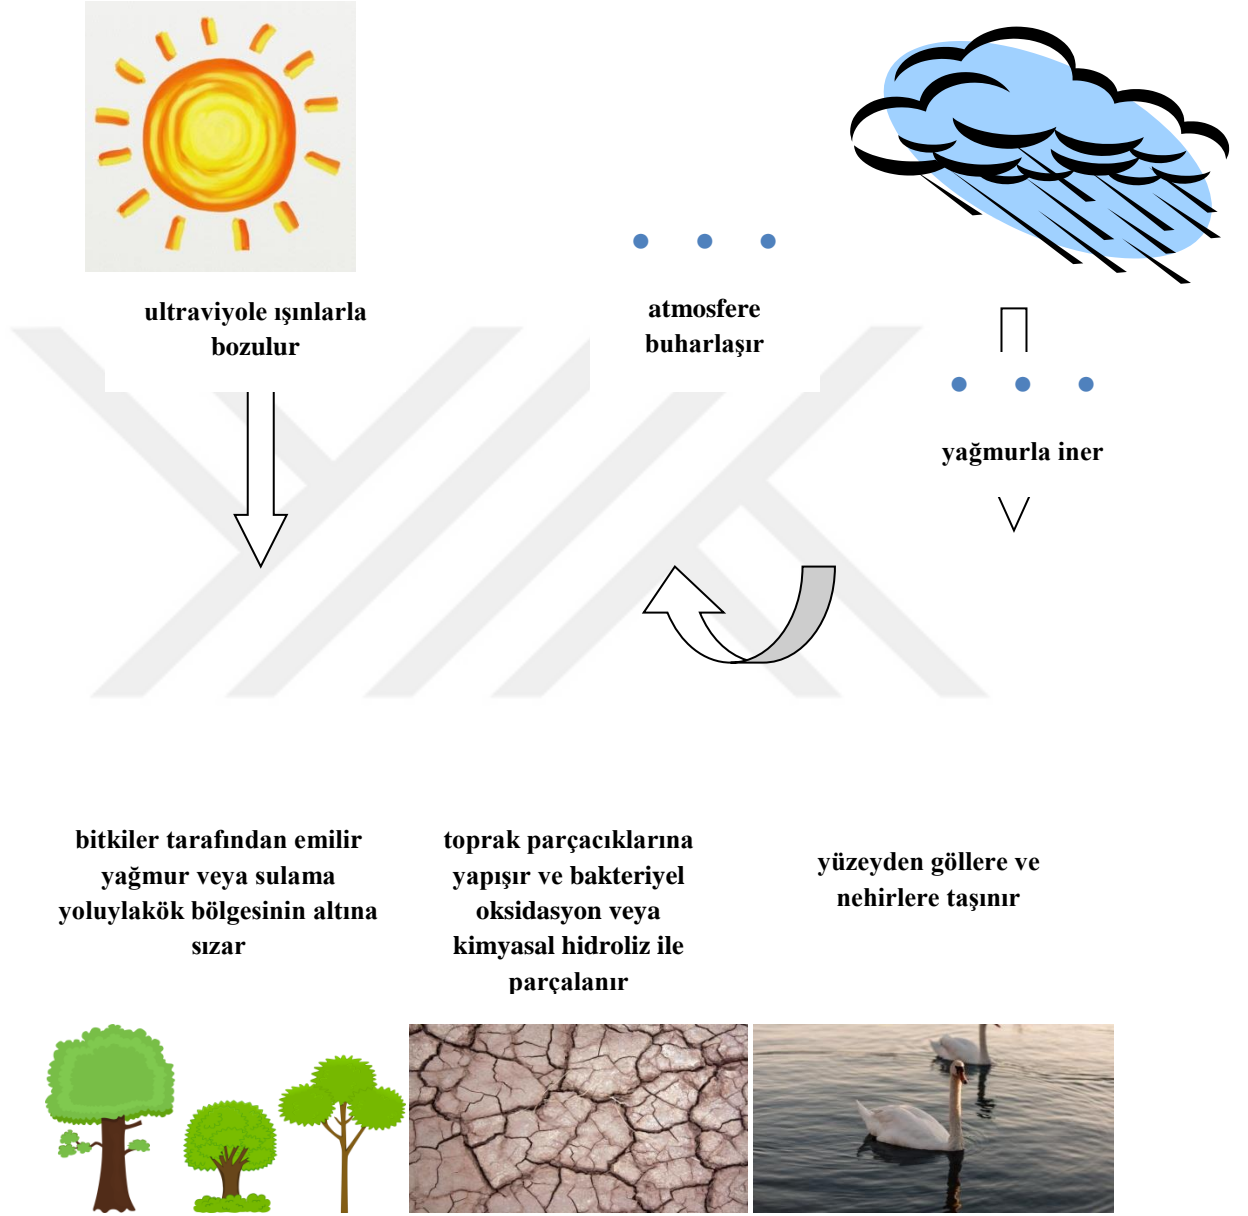 ultraviyole ışınlarla
bozulur
atmosfere
buharlaşır
yağmurla iner
bitkiler tarafından emilir
yağmur veya sulama
yoluylakök bölgesinin altına
sızar
toprak parçacıklarına
yapışır ve bakteriyel
oksidasyon veya
kimyasal hidroliz ile
parçalanır
yüzeyden göllere ve
nehirlere taşınır